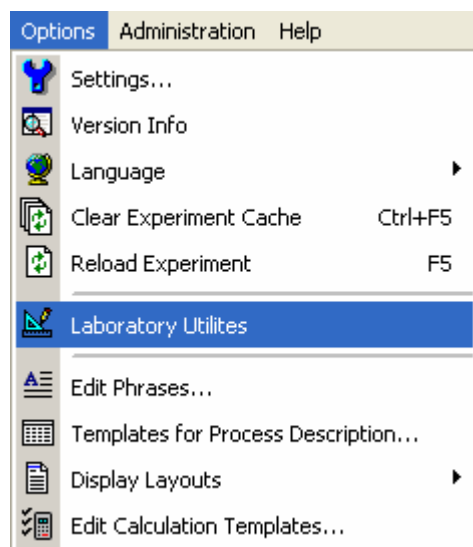 Options Administration Help
Settings...
Version Info
Language
Clear Experiment Cache Ctrl+F5
Reload Experiment F5
Laboratory Utilites
Edit Phrases...
Templates for Process Description...
Display Layouts
Edit Calculation Templates...